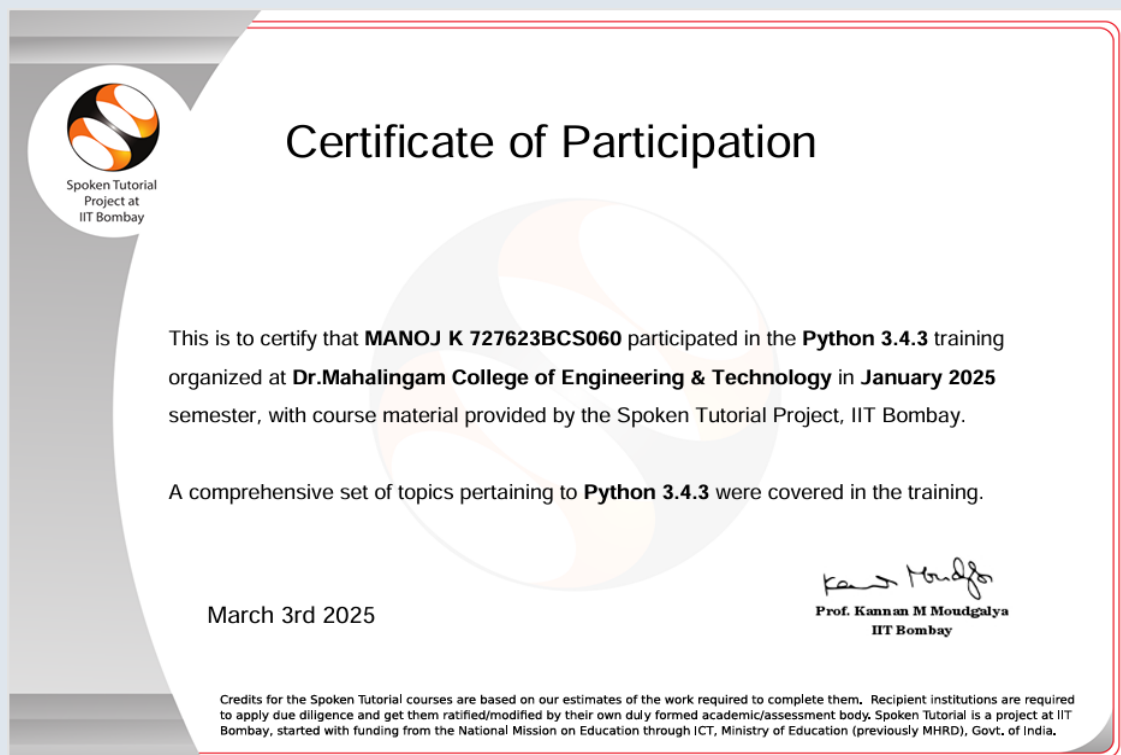 Spoken Tutorial
Project at
IIT Bombay
Certificate of Participation
This is to certify that MANOJ K 727623BCS060 participated in the Python 3.4.3 training
organized at Dr.Mahalingam College of Engineering & Technology in January 2025
semester, with course material provided by the Spoken Tutorial Project, IIT Bombay.
A comprehensive set of topics pertaining to Python 3.4.3 were covered in the training.
March 3rd 2025
Prof. Kannan M Moudgalya
IIT Bombay
Credits for the Spoken Tutorial courses are based on our estimates of the work required to complete them.  Recipient institutions are required
to apply due diligence and get them ratified/modified by their own duly formed academic/assessment body. Spoken Tutorial is a project at IIT
Bombay, started with funding from the National Mission on Education through ICT, Ministry of Education (previously MHRD), Govt. of India.